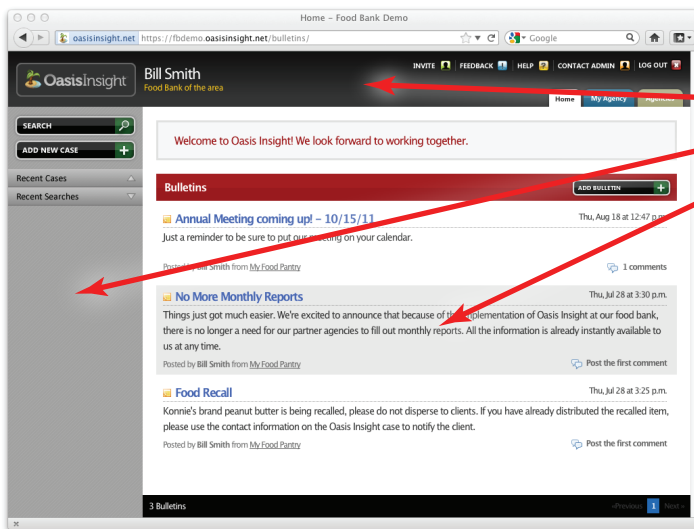 Home – Food Bank Demo
oasisinsight.net https://fbdemo.oasisinsight.net/bulletins/ Google
OasisInsight
Bill Smith
Food Bank of the area
INVITE FEEDBACK HELP CONTACT ADMIN LOG OUT
Home My Agency Agencies
SEARCH
ADD NEW CASE
Recent Cases
Recent Searches
Welcome to Oasis Insight! We look forward to working together.
Bulletins ADD BULLETIN
Annual Meeting coming up! – 10/15/11 Thu, Aug 18 at 12:47 p.m.
Just a reminder to be sure to put our meeting on your calendar.
Posted by Bill Smith from My Food Pantry 1 comments
No More Monthly Reports Thu, Jul 28 at 3:30 p.m.
Things just got much easier. We're excited to announce that because of the implementation of Oasis Insight at our food bank,
there is no longer a need for our partner agencies to fill out monthly reports. All the information is already instantly available to
us at any time.
Posted by Bill Smith from My Food Pantry Post the first comment
Food Recall Thu, Jul 28 at 3:25 p.m.
Konnie's brand peanut butter is being recalled, please do not disperse to clients. If you have already distributed the recalled item,
please use the contact information on the Oasis Insight case to notify the client.
Posted by Bill Smith from My Food Pantry Post the first comment
3 Bulletins «Previous 1 Next »